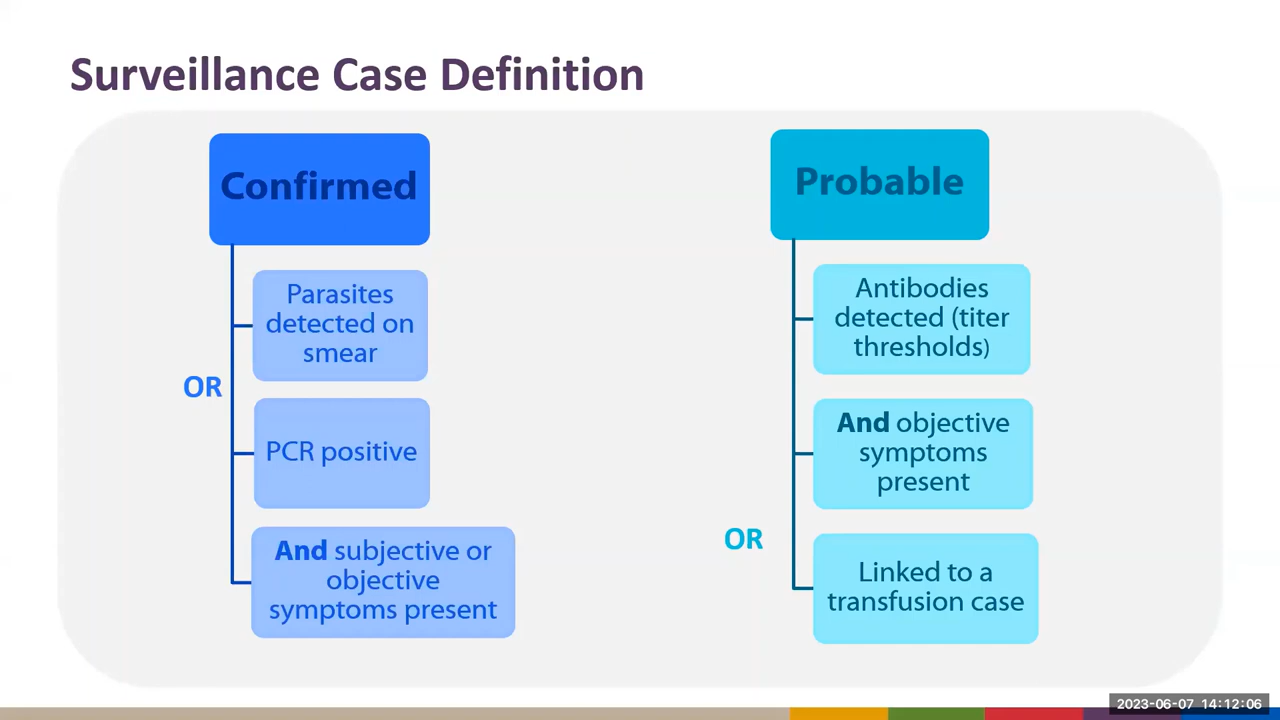 Surveillance Case Definition
Confirmed
Parasites
detected on
smear
OR
PCR positive
And subjective or
objective
symptoms present
Probable
Antibodies
detected (titer
thresholds)
And objective
symptoms
present
OR
Linked to a
transfusion case
2023-06-07 14:12:06